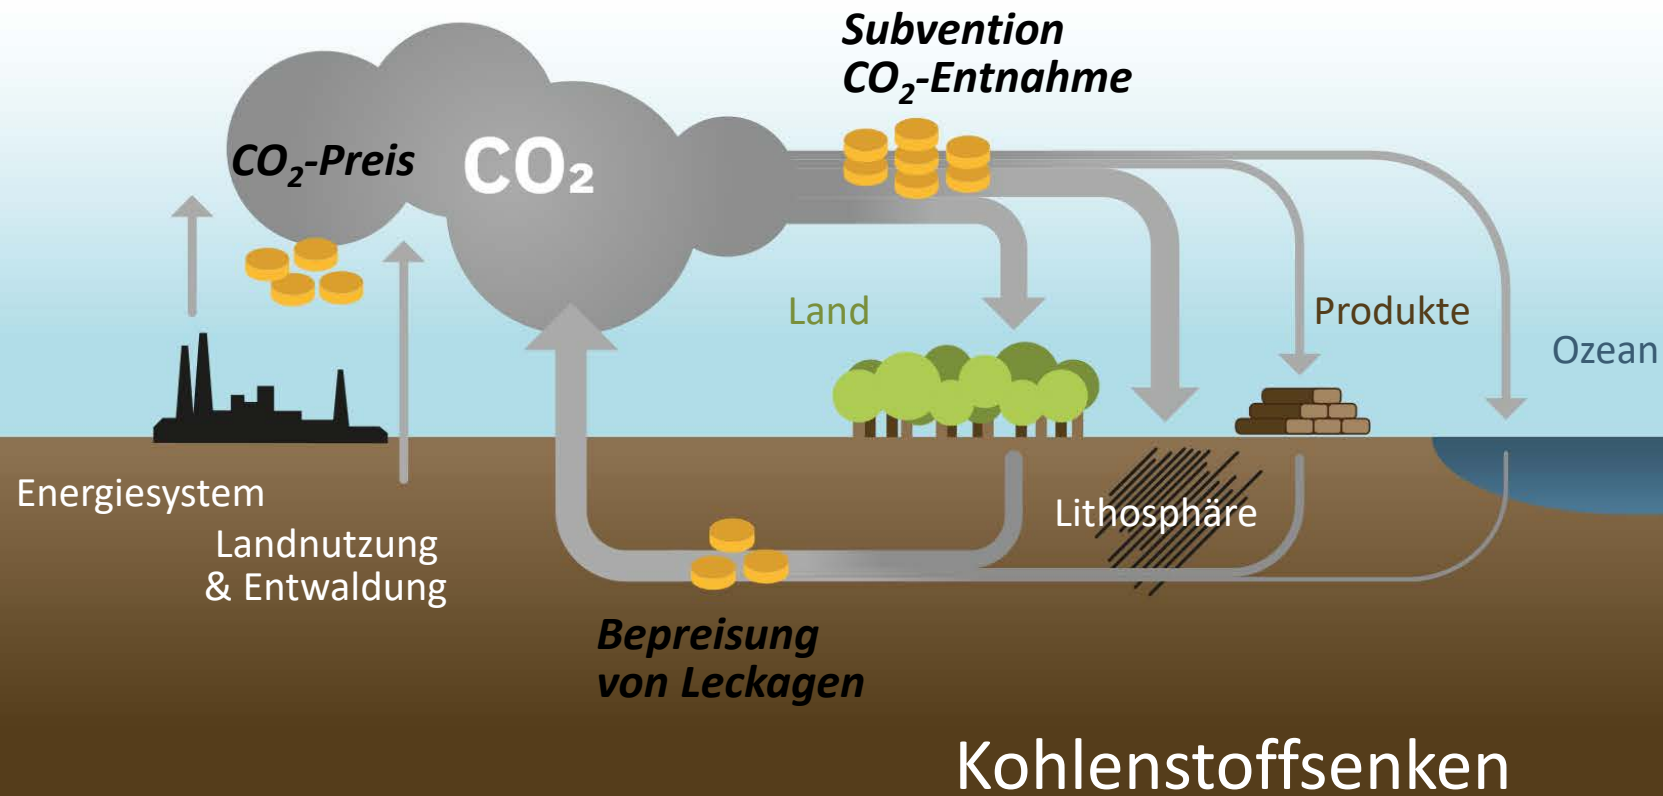 Subvention
CO₂-Entnahme
CO₂-Preis
CO₂
Land
Produkte
Ozean
Energiesystem
Landnutzung
& Entwaldung
Lithosphäre
Bepreisung
von Leckagen
Kohlenstoffsenken